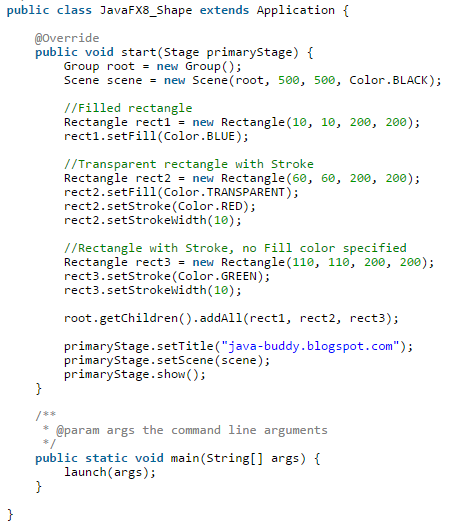 public class JavaFX8_Shape extends Application {
@Override
public void start(Stage primaryStage) {
Group root = new Group();
Scene scene = new Scene(root, 500, 500, Color.BLACK);
//Filled rectangle
Rectangle rect1 = new Rectangle(10, 10, 200, 200);
rect1.setFill(Color.BLUE);
//Transparent rectangle with Stroke
Rectangle rect2 = new Rectangle(60, 60, 200, 200);
rect2.setFill(Color.TRANSPARENT);
rect2.setStroke(Color.RED);
rect2.setStrokeWidth(10);
//Rectangle with Stroke, no Fill color specified
Rectangle rect3 = new Rectangle(110, 110, 200, 200);
rect3.setStroke(Color.GREEN);
rect3.setStrokeWidth(10);
root.getChildren().addAll(rect1, rect2, rect3);
primaryStage.setTitle("java-buddy.blogspot.com");
primaryStage.setScene(scene);
primaryStage.show();
}
/**
* @param args the command line arguments
*/
public static void main(String[] args) {
launch(args);
}
}